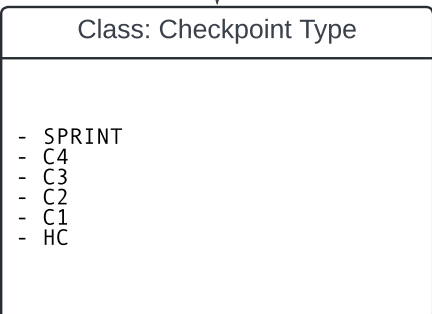 Class: Checkpoint Type
- SPRINT
- C4
- C3
- C2
- C1
- HC